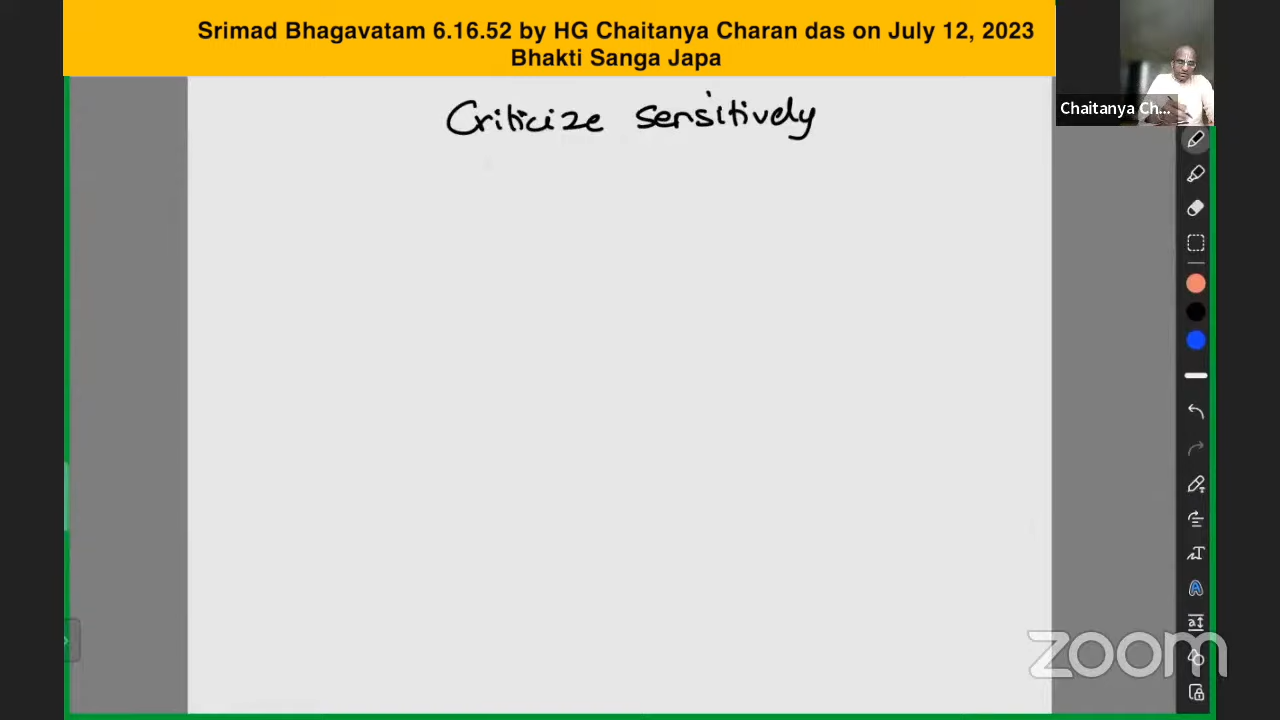 Srimad Bhagavatam 6.16.52 by HG Chaitanya Charan das on July 12, 2023
Bhakti Sanga Japa
Chaitanya Ch...
Criticize sensitively
zoom